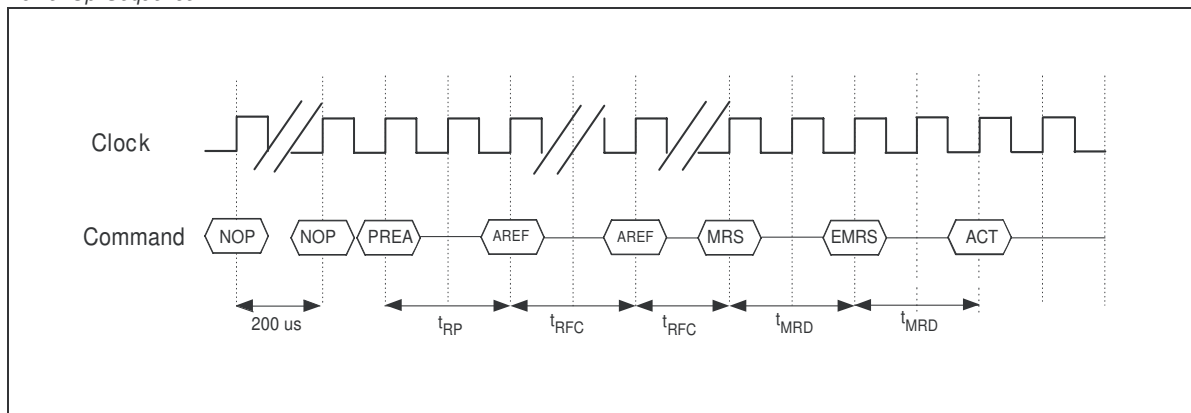 Clock
Command NOP NOP PREA AREF AREF MRS EMRS ACT
200 us tRP tRFC tRFC tMRD tMRD